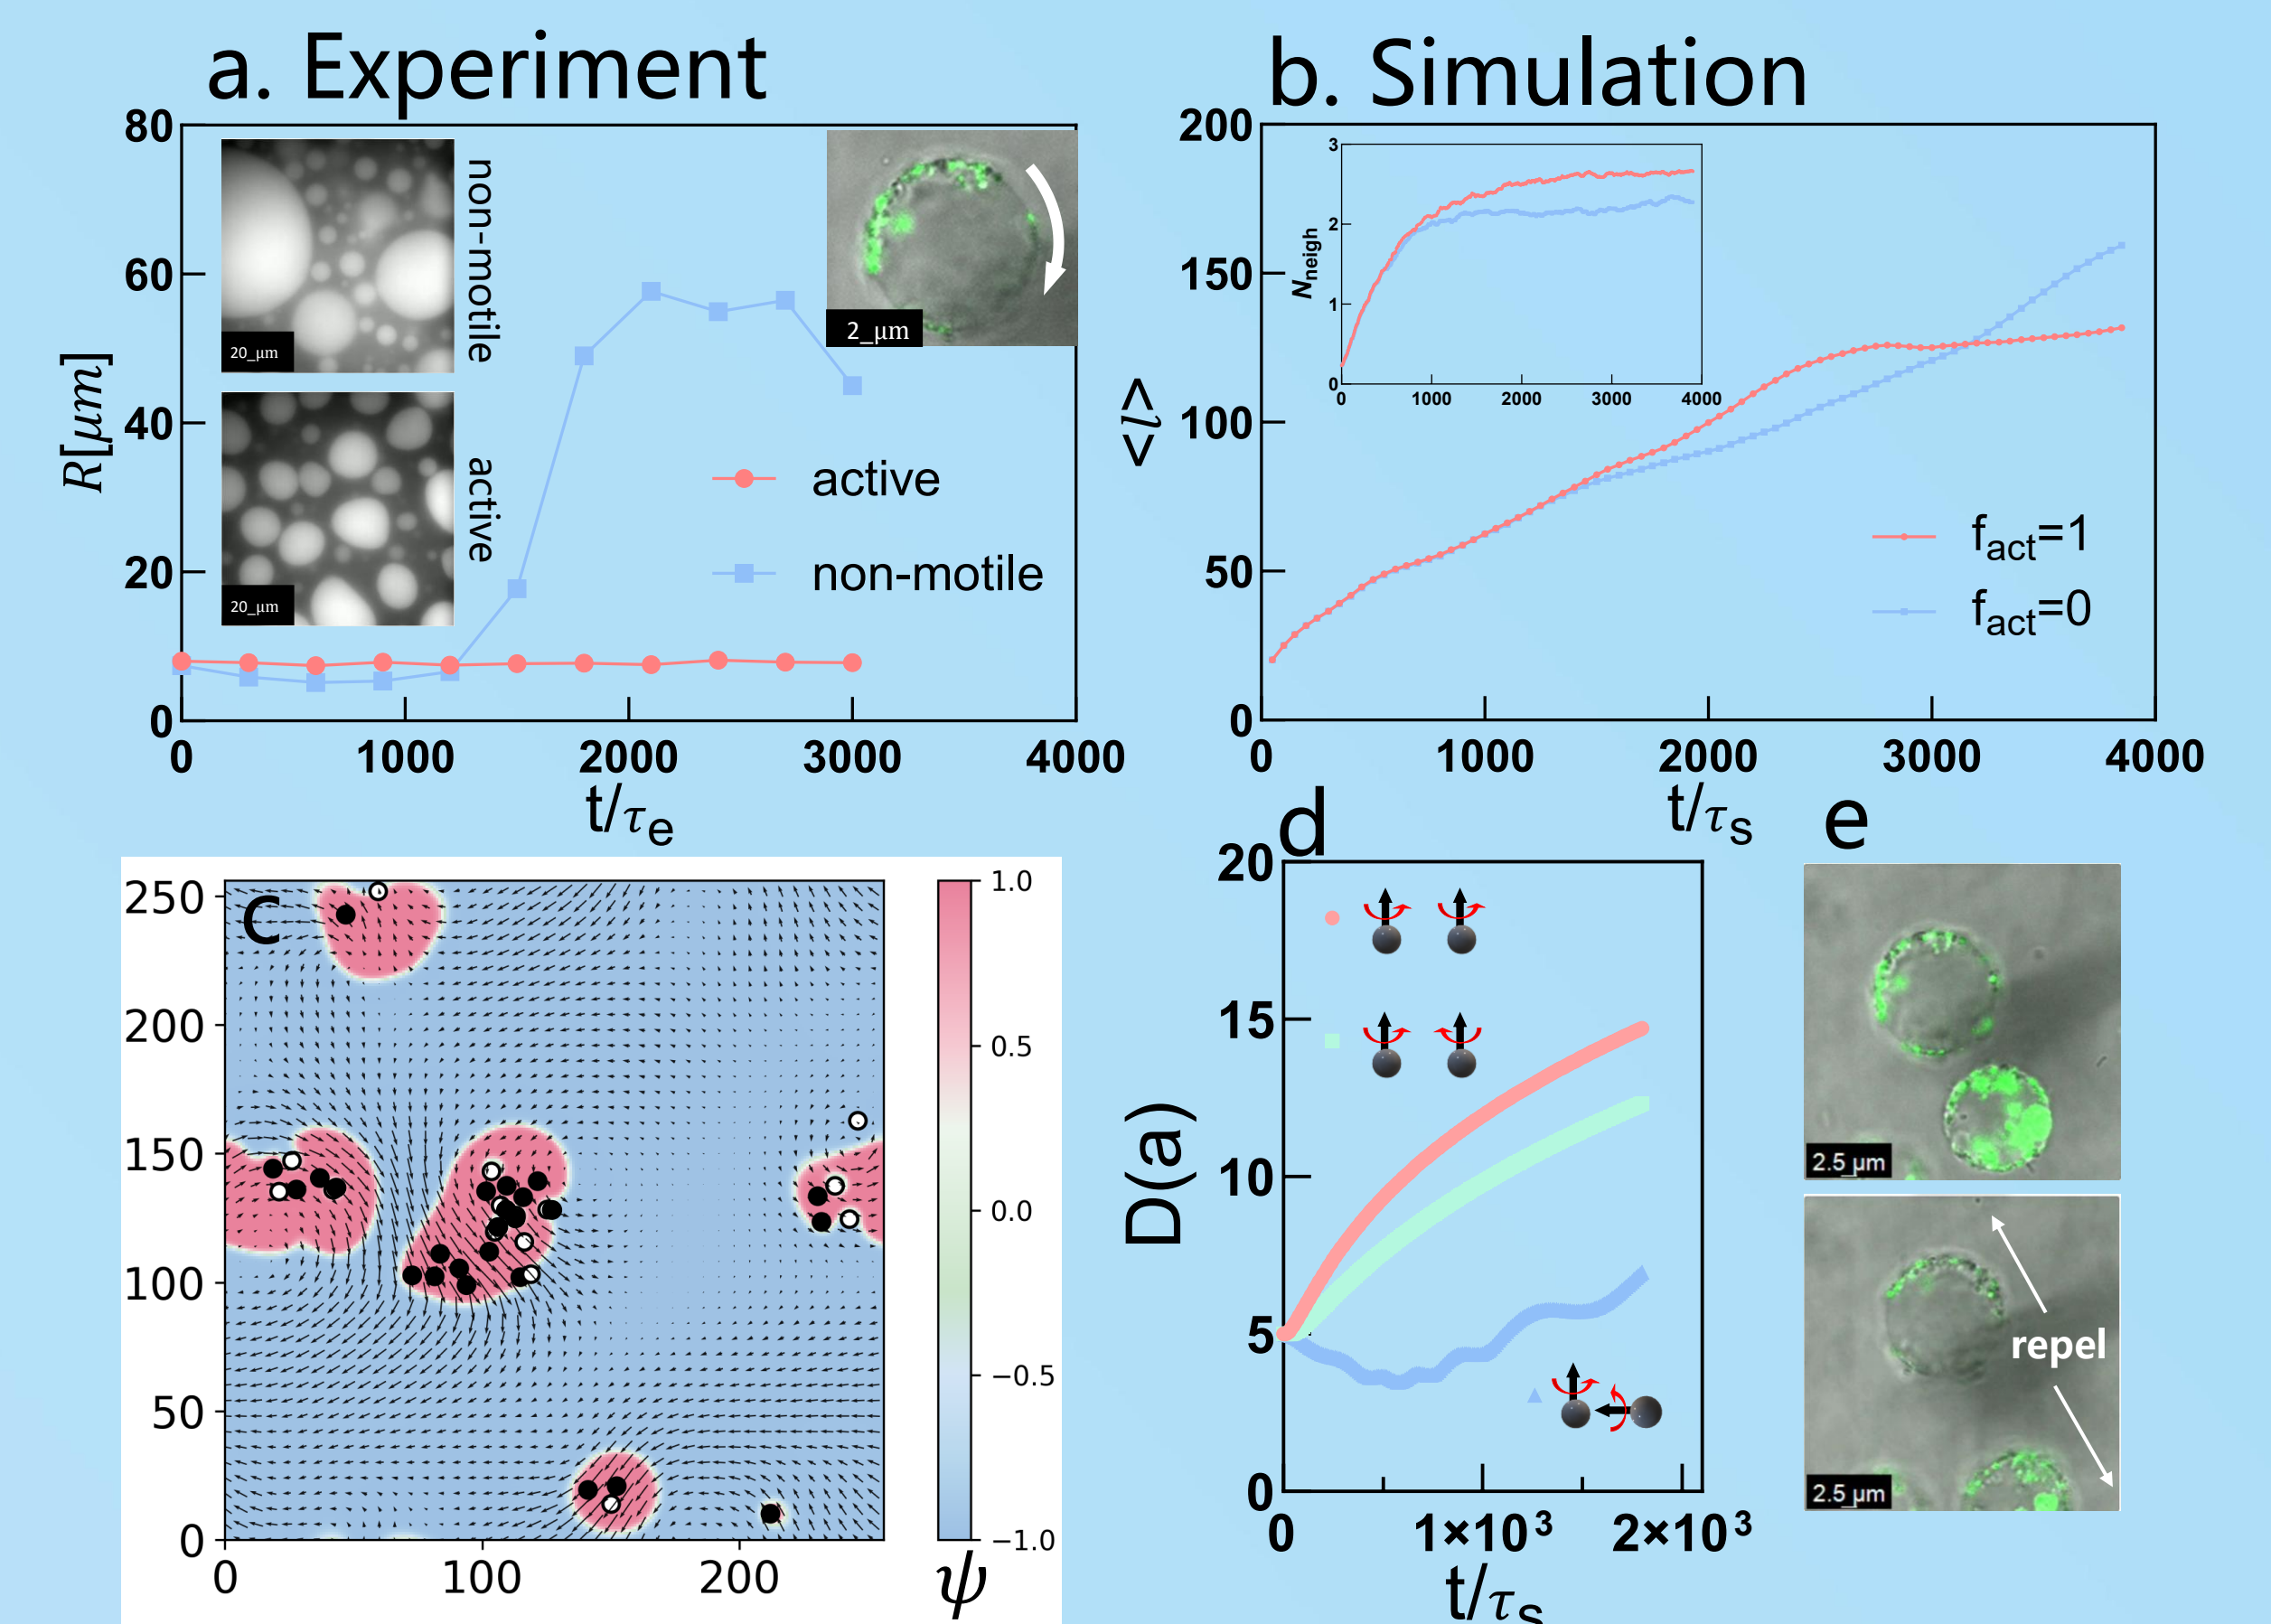 a. Experiment
80
60
40
20
0
R[μm]
0 1000 2000 3000 4000
t/τe
non-motile
20_μm
active
20_μm
2_μm
active
non-motile
b. Simulation
200
150
100
50
0
<l>
0 1000 2000 3000 4000
t/τs
3
2
1
0
Nneigh
0 1000 2000 3000 4000
fact=1
fact=0
c
250
200
150
100
50
0
0 100 200
1.0
0.5
0.0
−0.5
−1.0
ψ
d
20
15
10
5
0
D(a)
0 1×10³ 2×10³
t/τs
e
2.5 μm
repel
2.5 μm